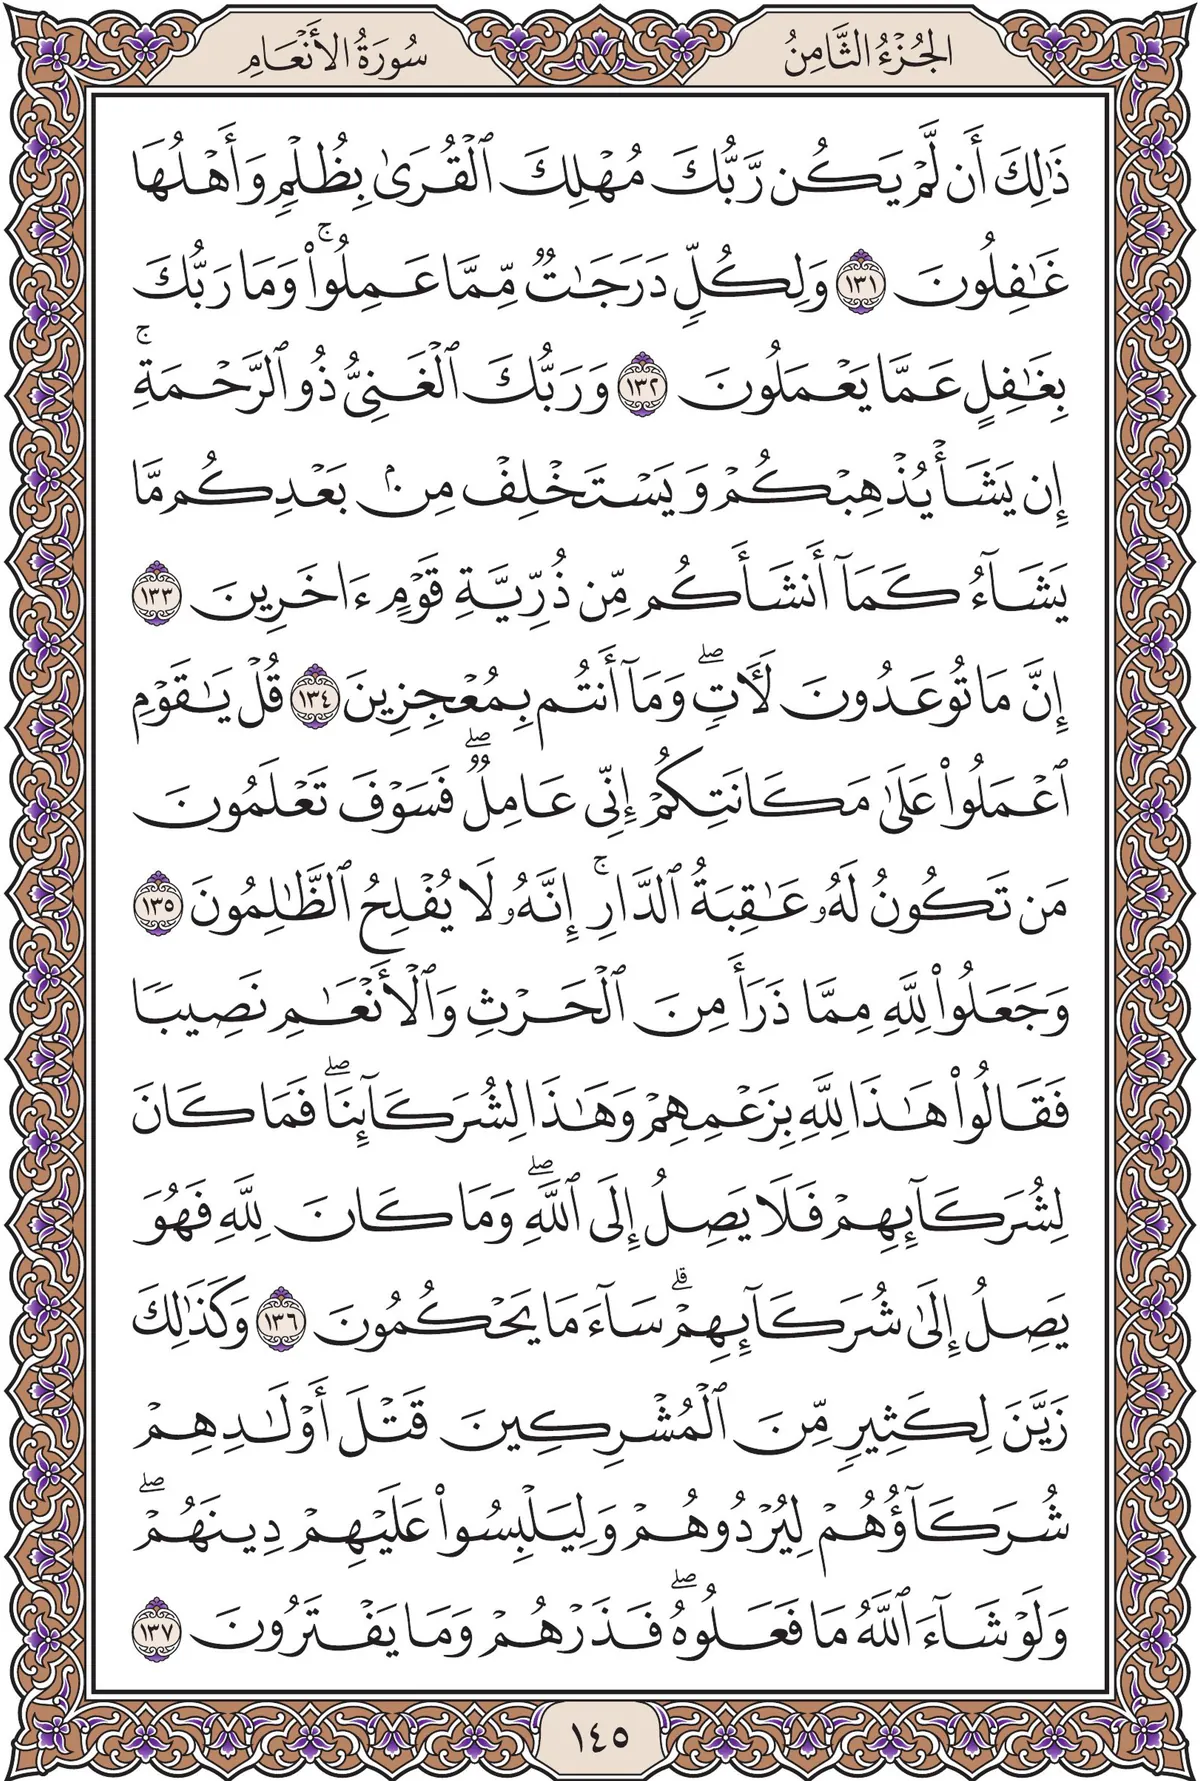 الجُزْءُ الثَّامِنُ
سُورَةُ الأَنْعَامِ
ذَٰلِكَ أَن لَّمْ يَكُن رَّبُّكَ مُهْلِكَ ٱلْقُرَىٰ بِظُلْمٍ وَأَهْلُهَا
غَٰفِلُونَ ١٣١ وَلِكُلٍّ دَرَجَٰتٌ مِّمَّا عَمِلُوا۟ۚ وَمَا رَبُّكَ
بِغَٰفِلٍ عَمَّا يَعْمَلُونَ ١٣٢ وَرَبُّكَ ٱلْغَنِىُّ ذُو ٱلرَّحْمَةِۚ
إِن يَشَأْ يُذْهِبْكُمْ وَيَسْتَخْلِفْ مِنۢ بَعْدِكُم مَّا
يَشَآءُ كَمَآ أَنشَأَكُم مِّن ذُرِّيَّةِ قَوْمٍ ءَاخَرِينَ ١٣٣
إِنَّ مَا تُوعَدُونَ لَءَاتٍۖ وَمَآ أَنتُم بِمُعْجِزِينَ ١٣٤ قُلْ يَٰقَوْمِ
ٱعْمَلُوا۟ عَلَىٰ مَكَانَتِكُمْ إِنِّى عَامِلٌۖ فَسَوْفَ تَعْلَمُونَ
مَن تَكُونُ لَهُۥ عَٰقِبَةُ ٱلدَّارِۚ إِنَّهُۥ لَا يُفْلِحُ ٱلظَّٰلِمُونَ ١٣٥
وَجَعَلُوا۟ لِلَّهِ مِمَّا ذَرَأَ مِنَ ٱلْحَرْثِ وَٱلْأَنْعَٰمِ نَصِيبًا
فَقَالُوا۟ هَٰذَا لِلَّهِ بِزَعْمِهِمْ وَهَٰذَا لِشُرَكَآئِنَاۖ فَمَا كَانَ
لِشُرَكَآئِهِمْ فَلَا يَصِلُ إِلَى ٱللَّهِۖ وَمَا كَانَ لِلَّهِ فَهُوَ
يَصِلُ إِلَىٰ شُرَكَآئِهِمْۗ سَآءَ مَا يَحْكُمُونَ ١٣٦ وَكَذَٰلِكَ
زَيَّنَ لِكَثِيرٍ مِّنَ ٱلْمُشْرِكِينَ قَتْلَ أَوْلَٰدِهِمْ
شُرَكَآؤُهُمْ لِيُرْدُوهُمْ وَلِيَلْبِسُوا۟ عَلَيْهِمْ دِينَهُمْۖ
وَلَوْ شَآءَ ٱللَّهُ مَا فَعَلُوهُۖ فَذَرْهُمْ وَمَا يَفْتَرُونَ ١٣٧
١٤٥